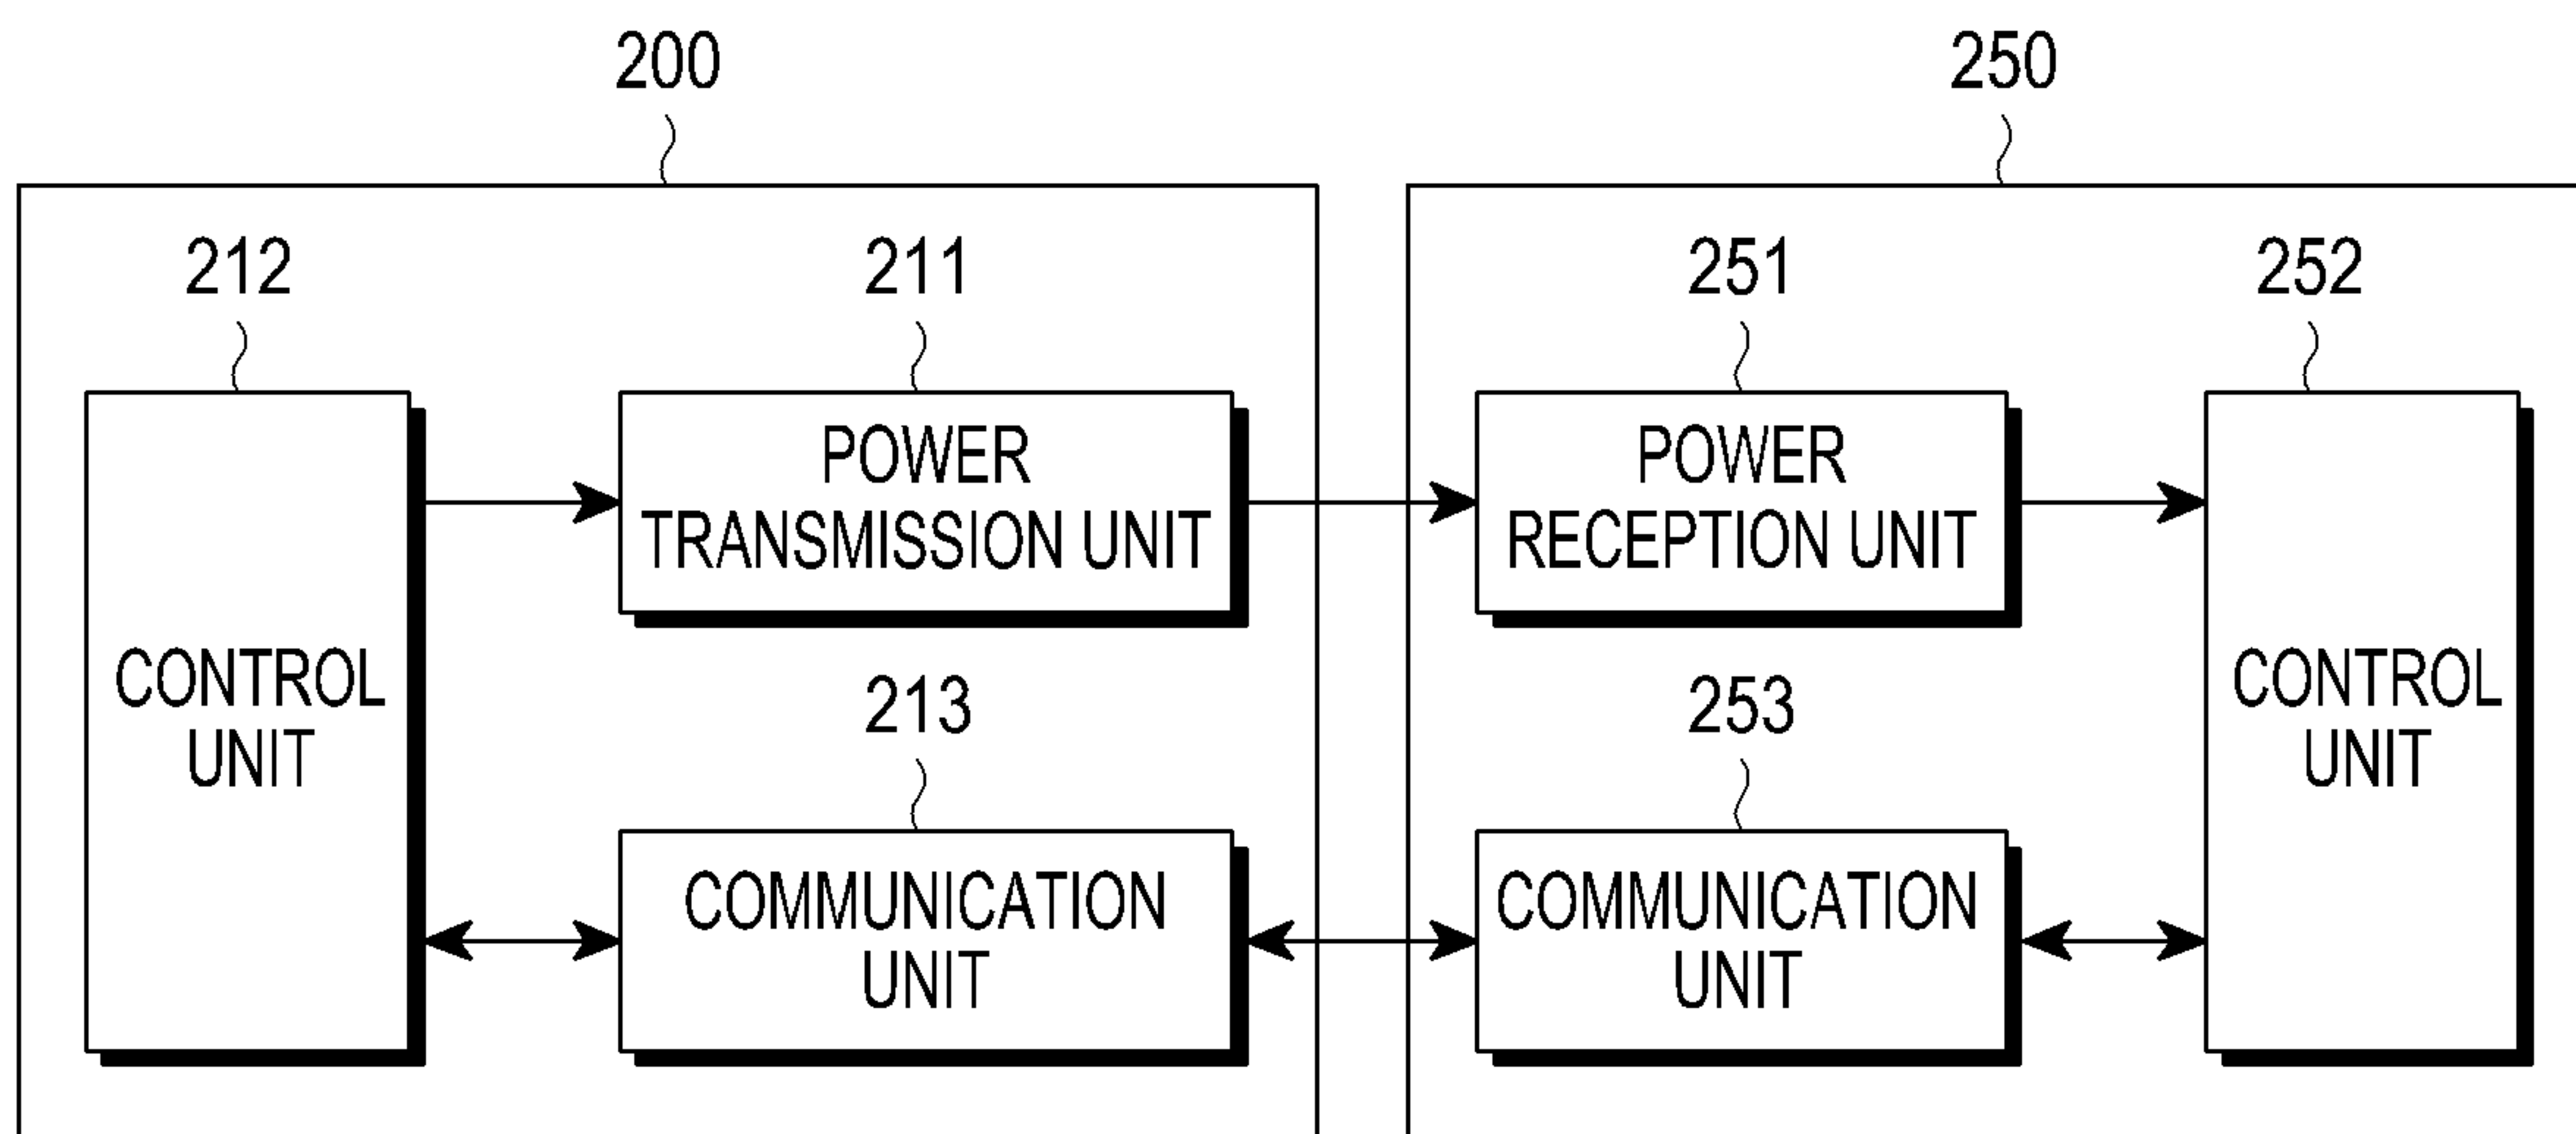 200
250
212
211
251
252
POWER
TRANSMISSION UNIT
POWER
RECEPTION UNIT
CONTROL
UNIT
CONTROL
UNIT
213
253
COMMUNICATION
UNIT
COMMUNICATION
UNIT